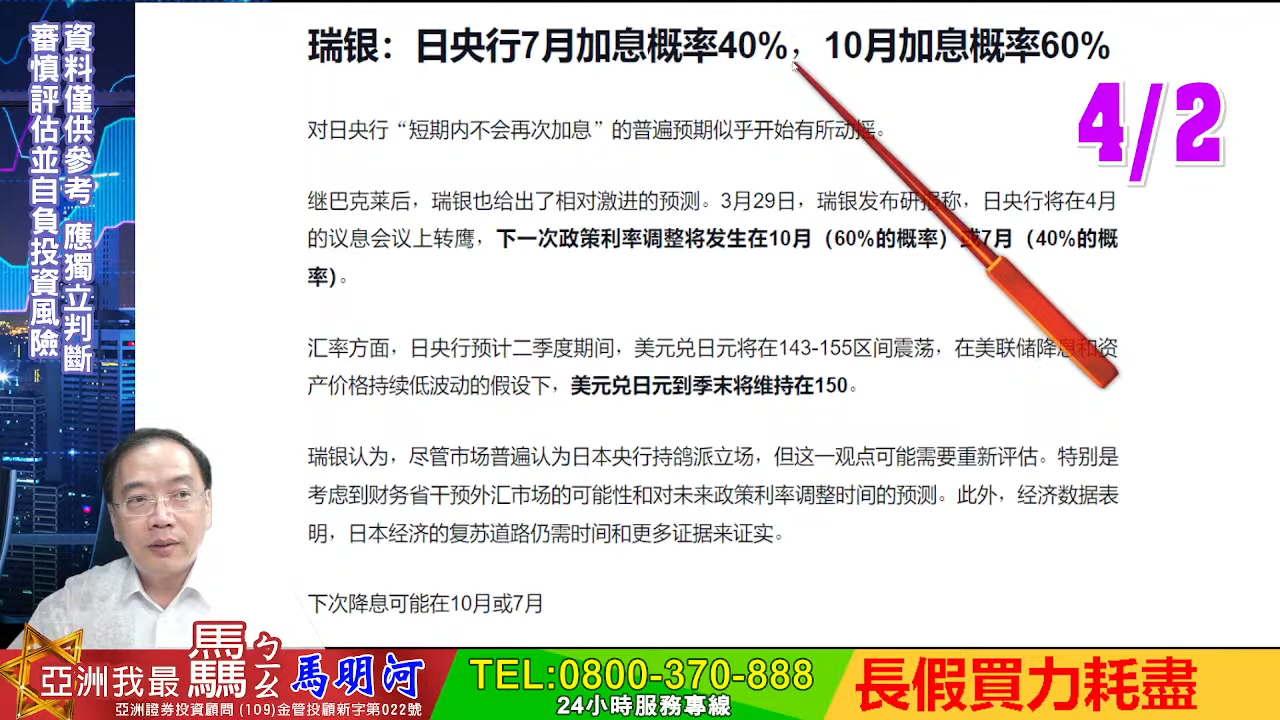 資料僅供參考 應獨立判斷
審慎評估並自負投資風險
瑞银：日央行7月加息概率40%，10月加息概率60%
4/2
对日央行“短期内不会再次加息”的普遍预期似乎开始有所动摇。
继巴克莱后，瑞银也给出了相对激进的预测。3月29日，瑞银发布研报称，日央行将在4月
的议息会议上转鹰，下一次政策利率调整将发生在10月（60%的概率）或7月（40%的概
率）。
汇率方面，日央行预计二季度期间，美元兑日元将在143-155区间震荡，在美联储降息和资
产价格持续低波动的假设下，美元兑日元到季末将维持在150。
瑞银认为，尽管市场普遍认为日本央行持鸽派立场，但这一观点可能需要重新评估。特别是
考虑到财务省干预外汇市场的可能性和对未来政策利率调整时间的预测。此外，经济数据表
明，日本经济的复苏道路仍需时间和更多证据来证实。
下次降息可能在10月或7月
亞洲我最馬驫ㄅㄧㄠ馬明河
亞洲證券投資顧問 (109)金管投顧新字第022號
TEL:0800-370-888
24小時服務專線
長假買力耗盡